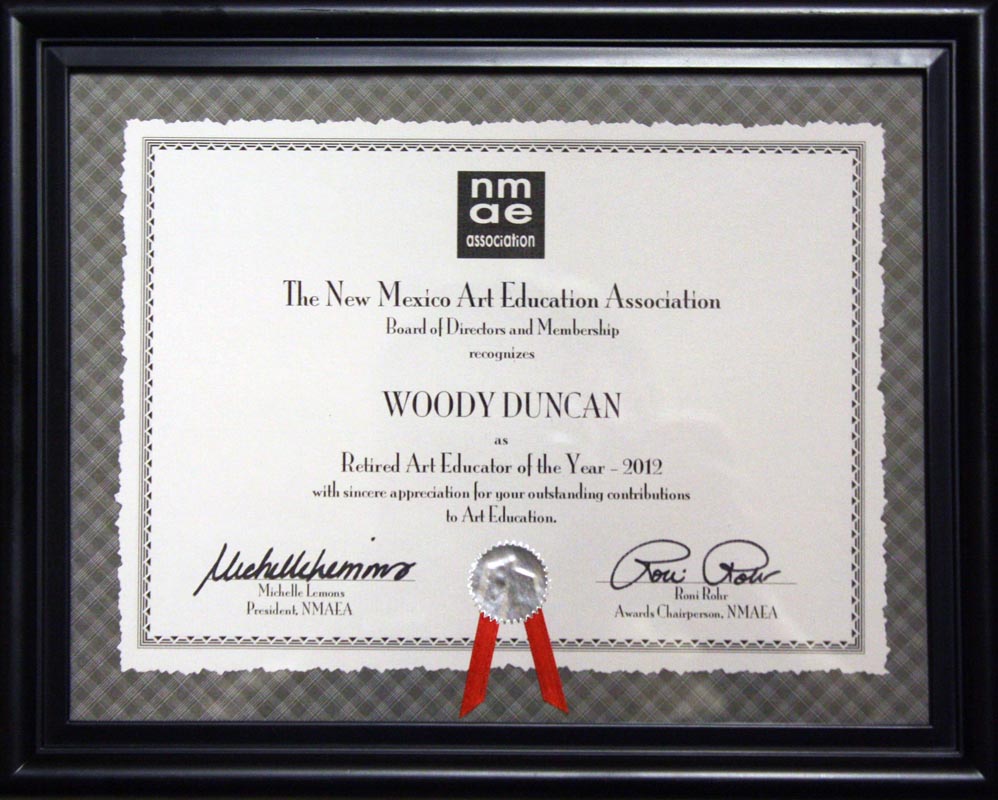 nm
ae
association
The New Mexico Art Education Association
Board of Directors and Membership
recognizes
WOODY DUNCAN
as
Retired Art Educator of the Year – 2012
with sincere appreciation for your outstanding contributions
to Art Education.
Michelle Lemons
Roni Rohr
Michelle Lemons
President, NMAEA
Roni Rohr
Awards Chairperson, NMAEA